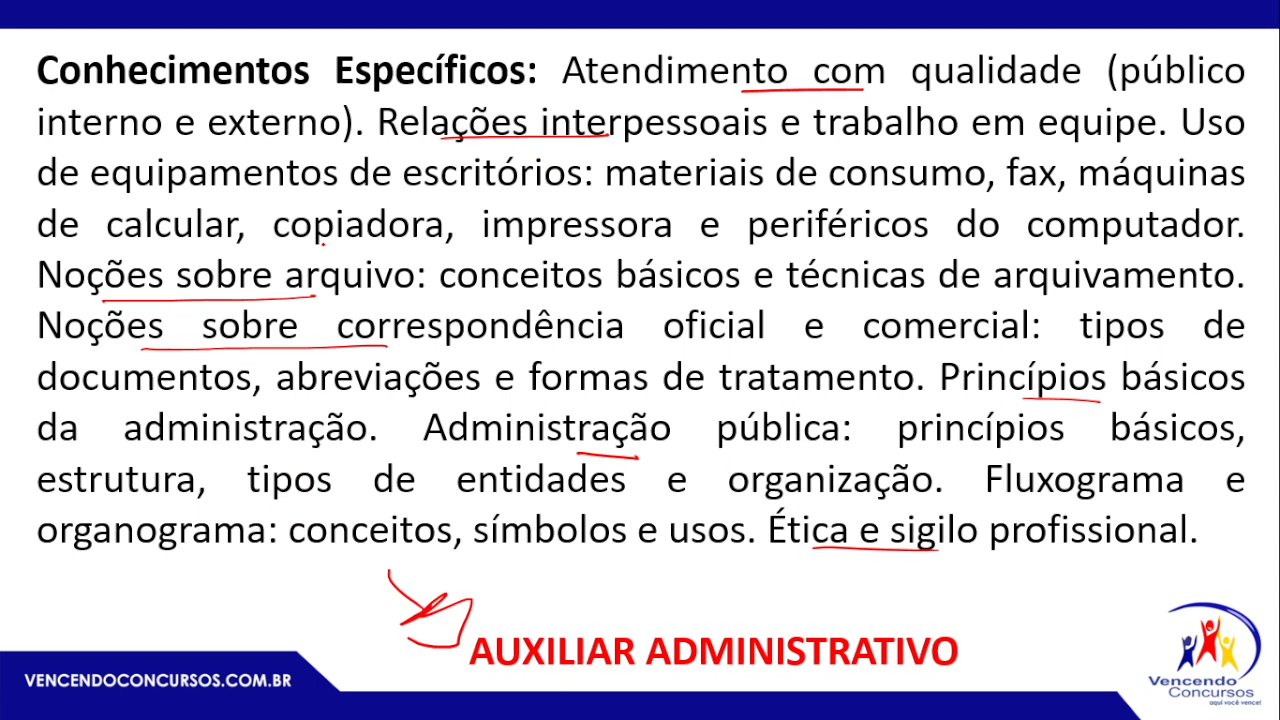 Conhecimentos Específicos: Atendimento com qualidade (público
interno e externo). Relações interpessoais e trabalho em equipe. Uso
de equipamentos de escritórios: materiais de consumo, fax, máquinas
de calcular, copiadora, impressora e periféricos do computador.
Noções sobre arquivo: conceitos básicos e técnicas de arquivamento.
Noções sobre correspondência oficial e comercial: tipos de
documentos, abreviações e formas de tratamento. Princípios básicos
da administração. Administração pública: princípios básicos,
estrutura, tipos de entidades e organização. Fluxograma e
organograma: conceitos, símbolos e usos. Ética e sigilo profissional.
AUXILIAR ADMINISTRATIVO
VENCENDOCONCURSOS.COM.BR
Vencendo
Concursos
aqui você vence!